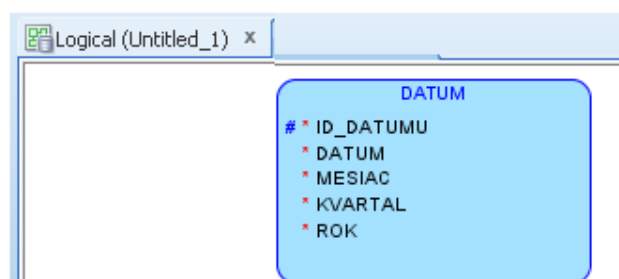 Logical (Untitled_1) x
DATUM
# * ID_DATUMU
* DATUM
* MESIAC
* KVARTAL
* ROK